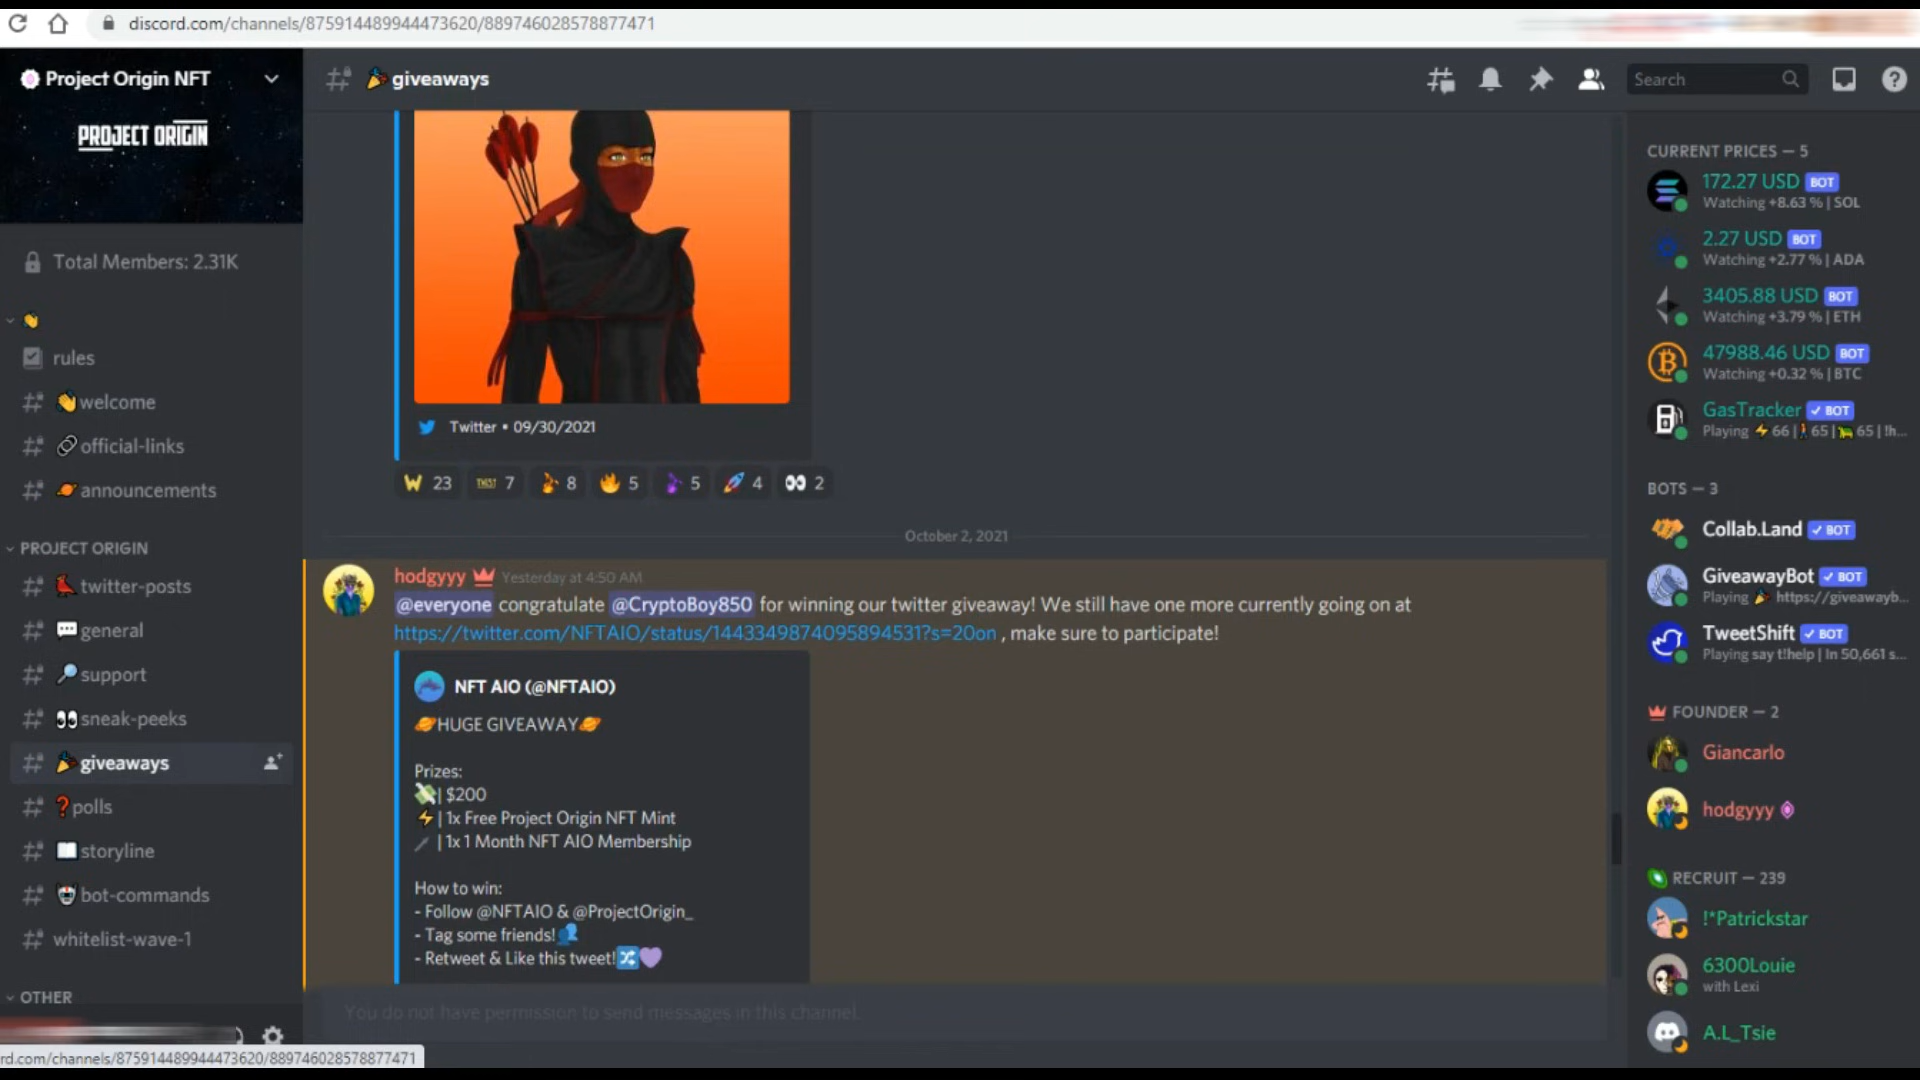 discord.com/channels/875914489944473620/889746028578877471
Project Origin NFT
PROJECT ORIGIN
Total Members: 2.31K
rules
welcome
official-links
announcements
PROJECT ORIGIN
twitter-posts
general
support
sneak-peeks
giveaways
polls
storyline
bot-commands
whitelist-wave-1
OTHER
rd.com/channels/875914489944473620/889746028578877471
giveaways
Search
Twitter • 09/30/2021
W 23 THIS! 7 8 5 5 4 2
October 2, 2021
hodgyyy Yesterday at 4:50 AM
@everyone congratulate @CryptoBoy850 for winning our twitter giveaway! We still have one more currently going on at
https://twitter.com/NFTAIO/status/1443349874095894531?s=20on , make sure to participate!
NFT AIO (@NFTAIO)
HUGE GIVEAWAY
Prizes:
| $200
| 1x Free Project Origin NFT Mint
| 1x 1 Month NFT AIO Membership
How to win:
- Follow @NFTAIO & @ProjectOrigin_
- Tag some friends!
- Retweet & Like this tweet!
You do not have permission to send messages in this channel.
CURRENT PRICES — 5
172.27 USD BOT
Watching +8.63 % | SOL
2.27 USD BOT
Watching +2.77 % | ADA
3405.88 USD BOT
Watching +3.79 % | ETH
47988.46 USD BOT
Watching +0.32 % | BTC
GasTracker BOT
Playing 66 | 65 | 65 | !h...
BOTS — 3
Collab.Land BOT
GiveawayBot BOT
Playing https://giveawayb...
TweetShift BOT
Playing say t!help | In 50,661 s...
FOUNDER — 2
Giancarlo
hodgyyy
RECRUIT — 239
!*Patrickstar
6300Louie
with Lexi
A.L_Tsie